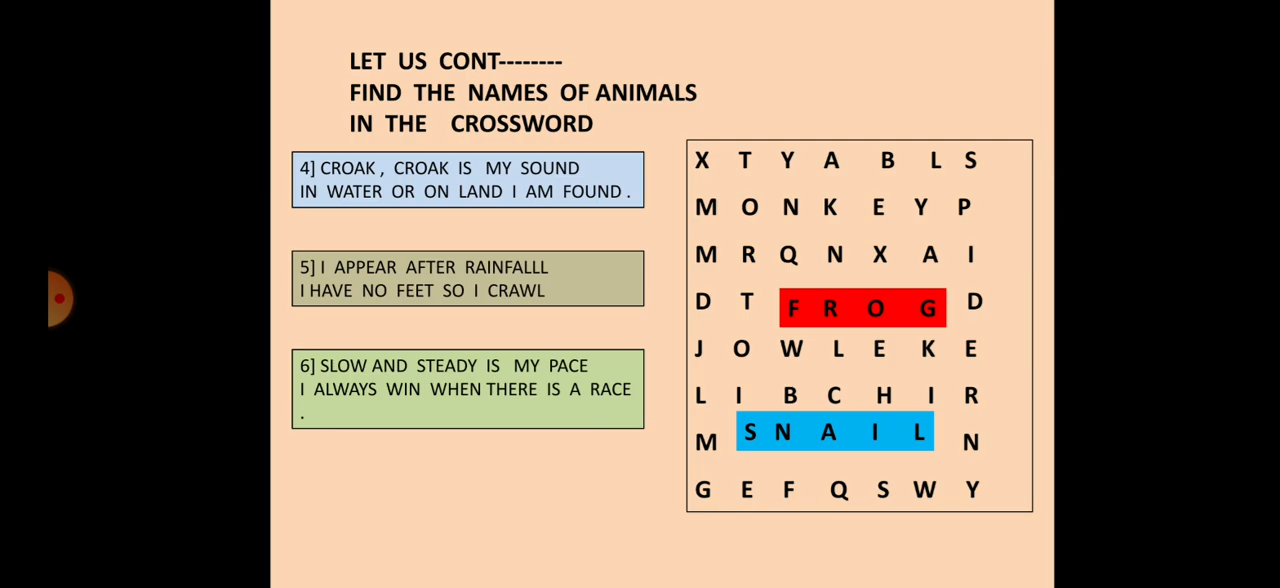 LET US CONT--------
FIND THE NAMES OF ANIMALS
IN THE CROSSWORD
4] CROAK , CROAK IS MY SOUND
IN WATER OR ON LAND I AM FOUND .
5] I APPEAR AFTER RAINFALLL
I HAVE NO FEET SO I CRAWL
6] SLOW AND STEADY IS MY PACE
I ALWAYS WIN WHEN THERE IS A RACE
.
X T Y A B L S
M O N K E Y P
M R Q N X A I
D T F R O G D
J O W L E K E
L I B C H I R
M S N A I L N
G E F Q S W Y